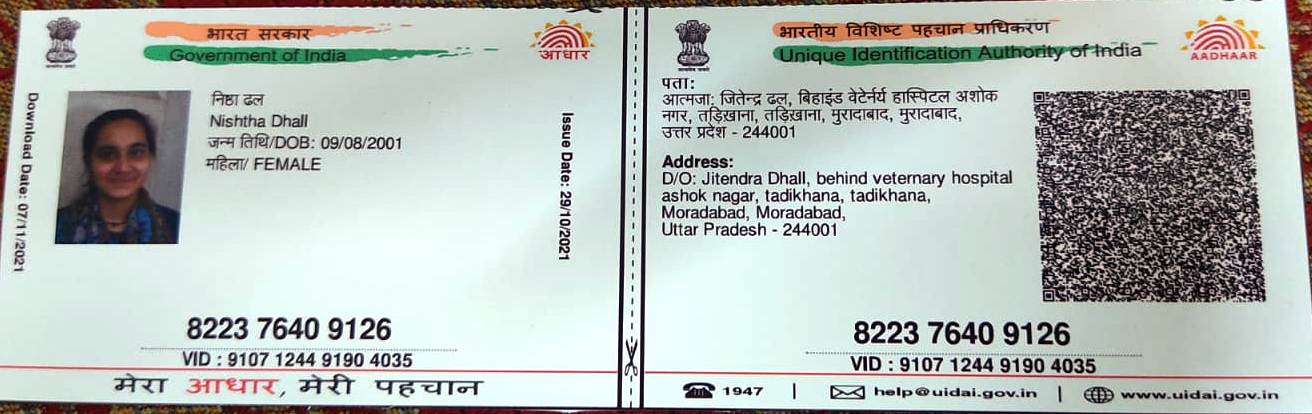 भारत सरकार
Government of India
आधार
Download Date: 07/11/2021
निष्ठा ढल
Nishtha Dhall
जन्म तिथि/DOB: 09/08/2001
महिला/ FEMALE
Issue Date: 29/10/2021
8223 7640 9126
VID : 9107 1244 9190 4035
मेरा आधार, मेरी पहचान
भारतीय विशिष्ट पहचान प्राधिकरण
Unique Identification Authority of India
AADHAAR
पता:
आत्मजा: जितेन्द्र ढल, बिहाइंड वेटेर्नर्य हास्पिटल अशोक
नगर, तड़िख़ाना, तड़िख़ाना, मुरादाबाद, मुरादाबाद,
उत्तर प्रदेश - 244001
Address:
D/O: Jitendra Dhall, behind veternary hospital
ashok nagar, tadikhana, tadikhana,
Moradabad, Moradabad,
Uttar Pradesh - 244001
8223 7640 9126
VID : 9107 1244 9190 4035
1947 | help@uidai.gov.in | www.uidai.gov.in